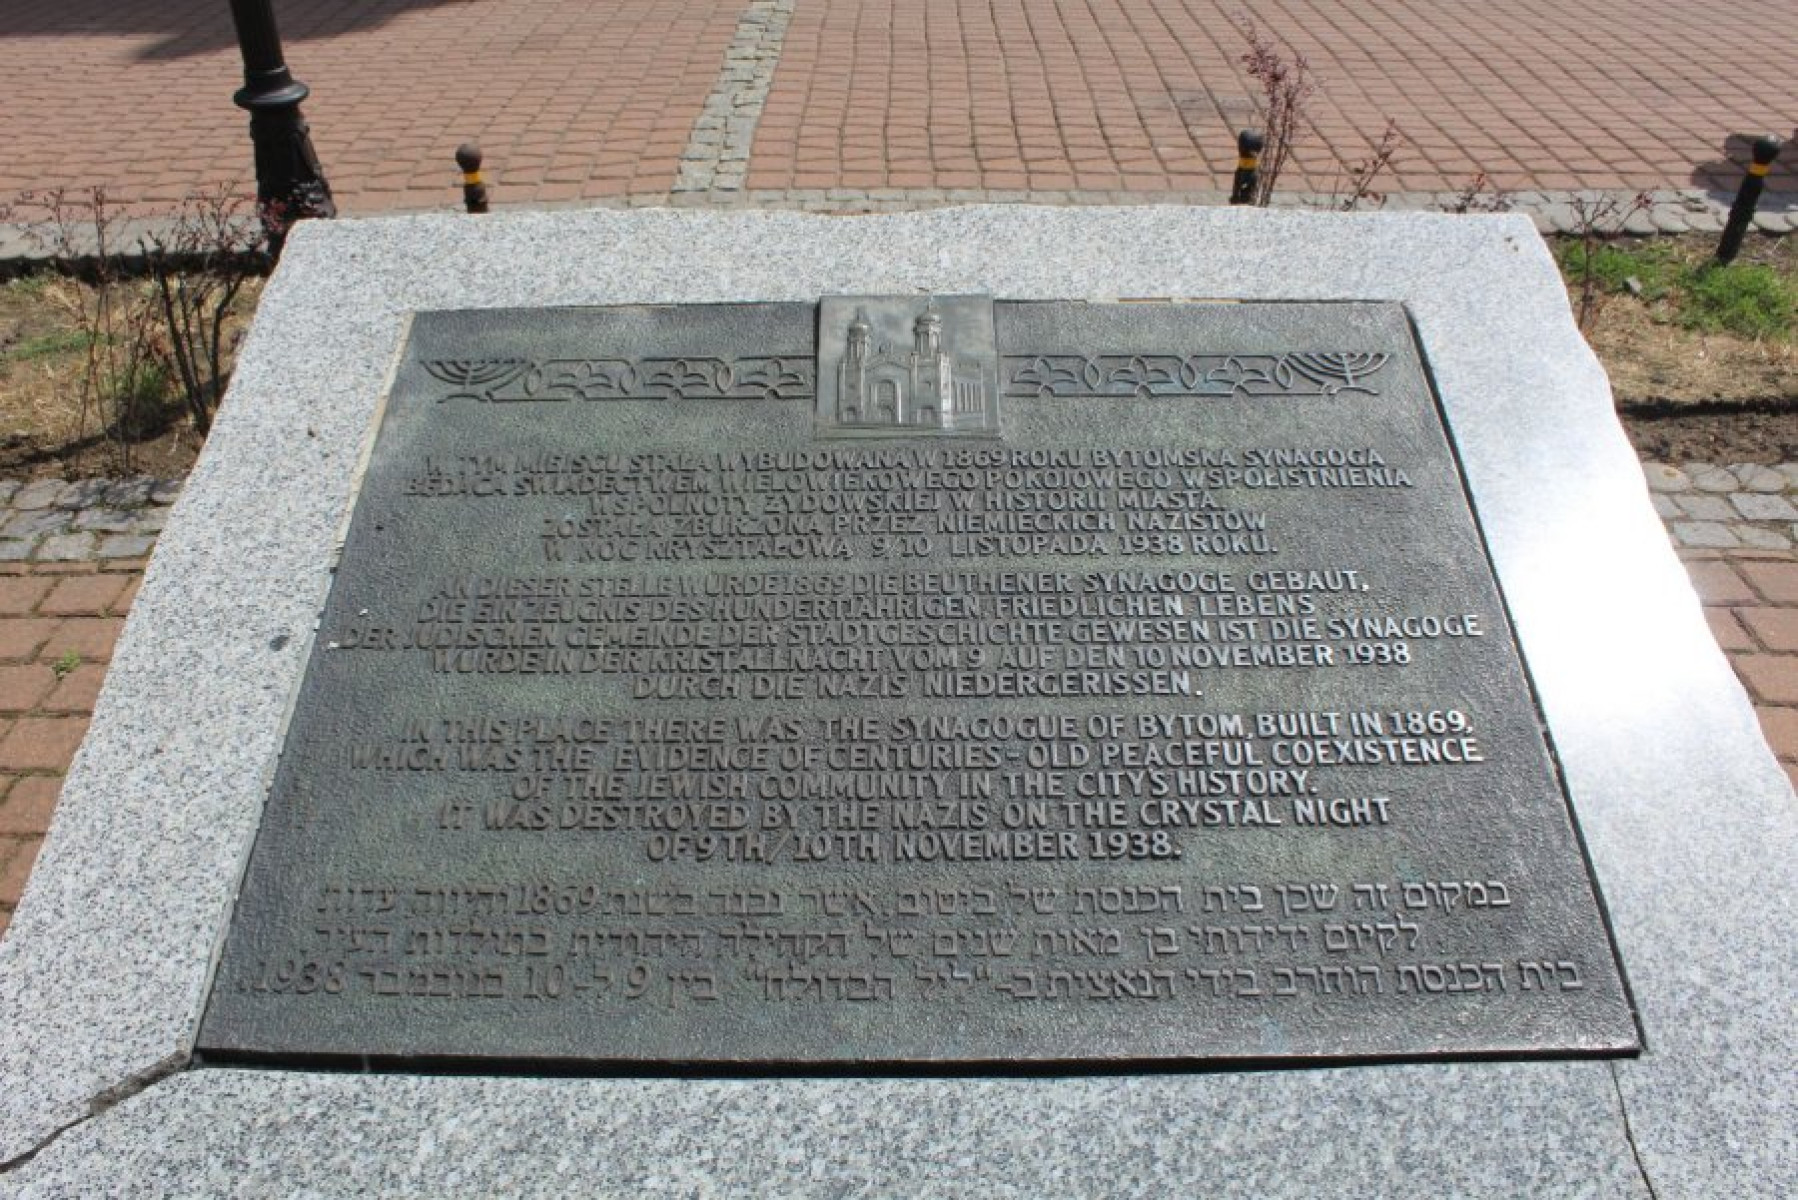 W TYM MIEJSCU STAŁA WYBUDOWANA W 1869 ROKU BYTOMSKA SYNAGOGA
BĘDĄCA ŚWIADECTWEM WIELOWIEKOWEGO POKOJOWEGO WSPÓŁISTNIENIA
WSPÓLNOTY ŻYDOWSKIEJ W HISTORII MIASTA.
ZOSTAŁA ZBURZONA PRZEZ NIEMIECKICH NAZISTÓW
W NOC KRYSZTAŁOWĄ 9/10 LISTOPADA 1938 ROKU.
AN DIESER STELLE WURDE 1869 DIE BEUTHENER SYNAGOGE GEBAUT,
DIE EIN ZEUGNIS DES HUNDERTJÄHRIGEN FRIEDLICHEN LEBENS
DER JÜDISCHEN GEMEINDE DER STADTGESCHICHTE GEWESEN IST. DIE SYNAGOGE
WURDE IN DER KRISTALLNACHT VOM 9 AUF DEN 10 NOVEMBER 1938
DURCH DIE NAZIS NIEDERGERISSEN.
IN THIS PLACE THERE WAS THE SYNAGOGUE OF BYTOM, BUILT IN 1869,
WHICH WAS THE EVIDENCE OF CENTURIES-OLD PEACEFUL COEXISTENCE
OF THE JEWISH COMMUNITY IN THE CITY'S HISTORY.
IT WAS DESTROYED BY THE NAZIS ON THE CRYSTAL NIGHT
OF 9TH/10TH NOVEMBER 1938.
במקום זה שכן בית הכנסת של ביטום, אשר נבנה בשנת 1869 והיווה עדות
לקיום ידידותי בן מאות שנים של הקהילה היהודית בתולדות העיר
בית הכנסת הוחרב בידי הנאצית ב-"ליל הבדולח" בין 9 ל-10 בנובמבר 1938.